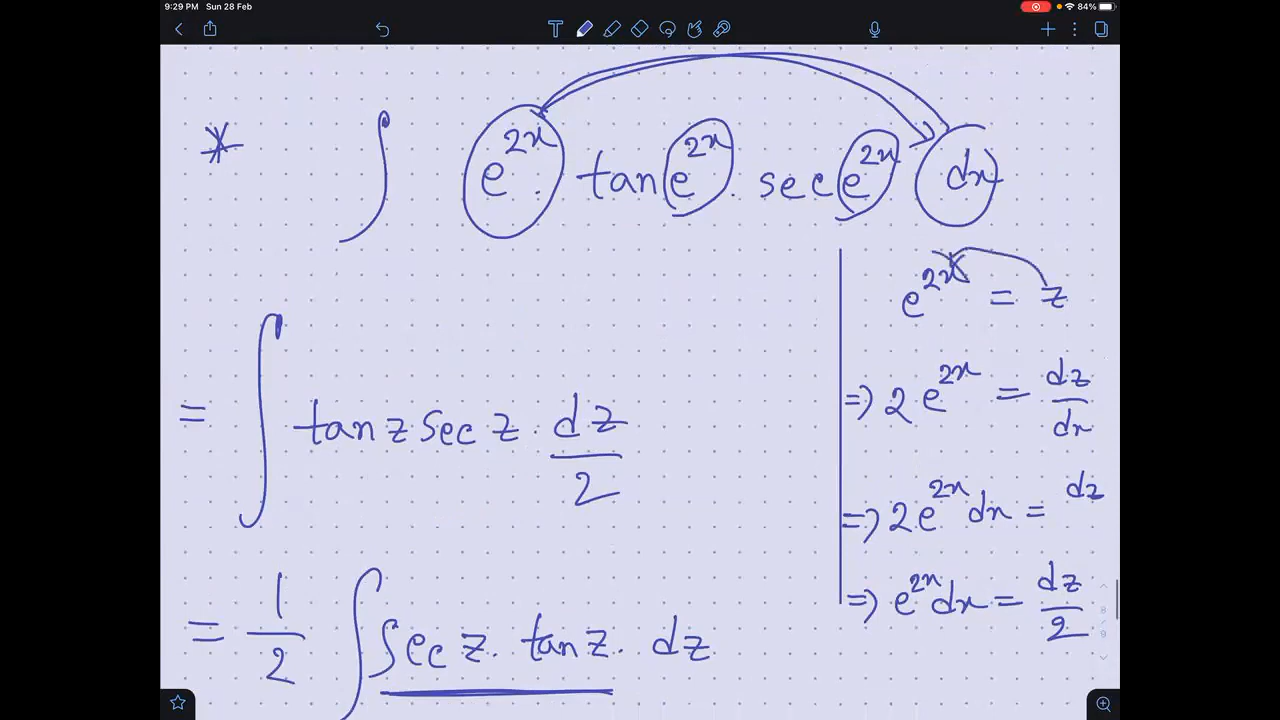 9:29 PM Sun 28 Feb
84%
* ∫ e^{2x} . tan e^{2x} . sec e^{2x} dx
e^{2x} = z
= ∫ tan z sec z . dz/2
=> 2e^{2x} = dz/dx
=> 2e^{2x} dx = dz
=> e^{2x} dx = dz/2
= 1/2 ∫ sec z . tan z . dz